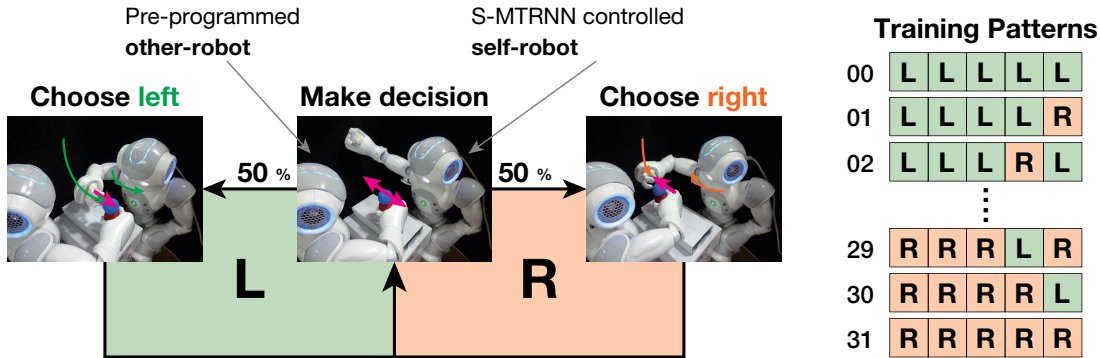 Pre-programmed
other-robot
S-MTRNN controlled
self-robot
Choose left
Make decision
Choose right
50 %
50 %
L
R
Training Patterns
00 L L L L L
01 L L L L R
02 L L L R L
29 R R R L R
30 R R R R L
31 R R R R R